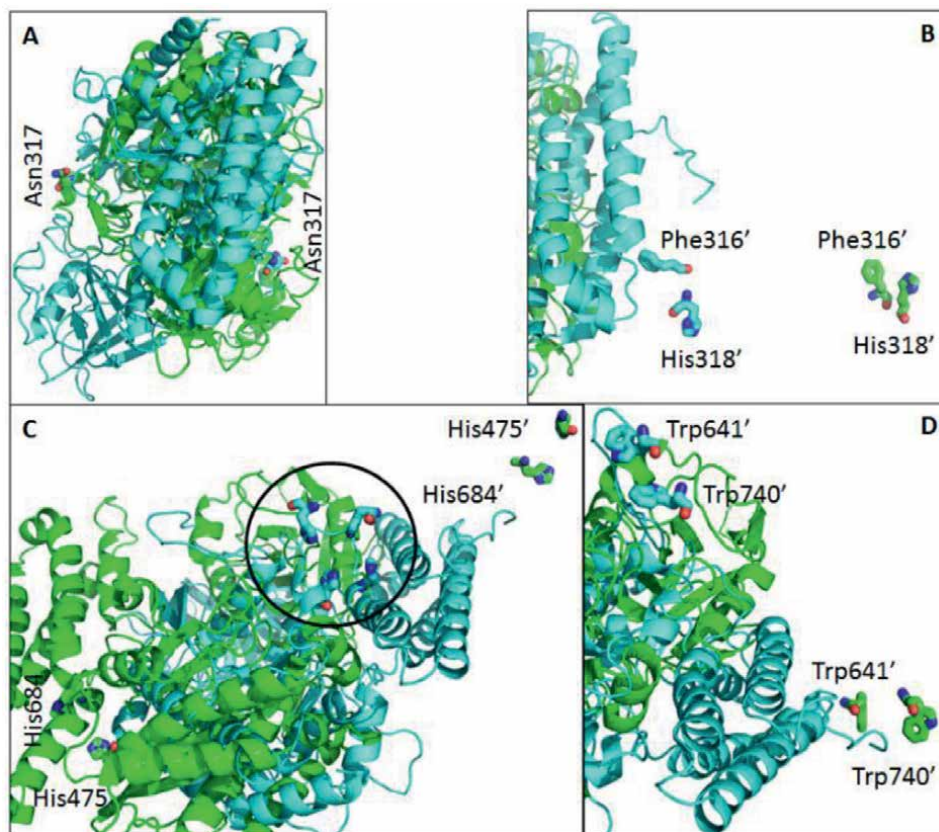 A
Asn317
Asn317
B
Phe316′
Phe316′
His318′
His318′
C
His475′
His684′
His684
His475
D
Trp641′
Trp740′
Trp641′
Trp740′